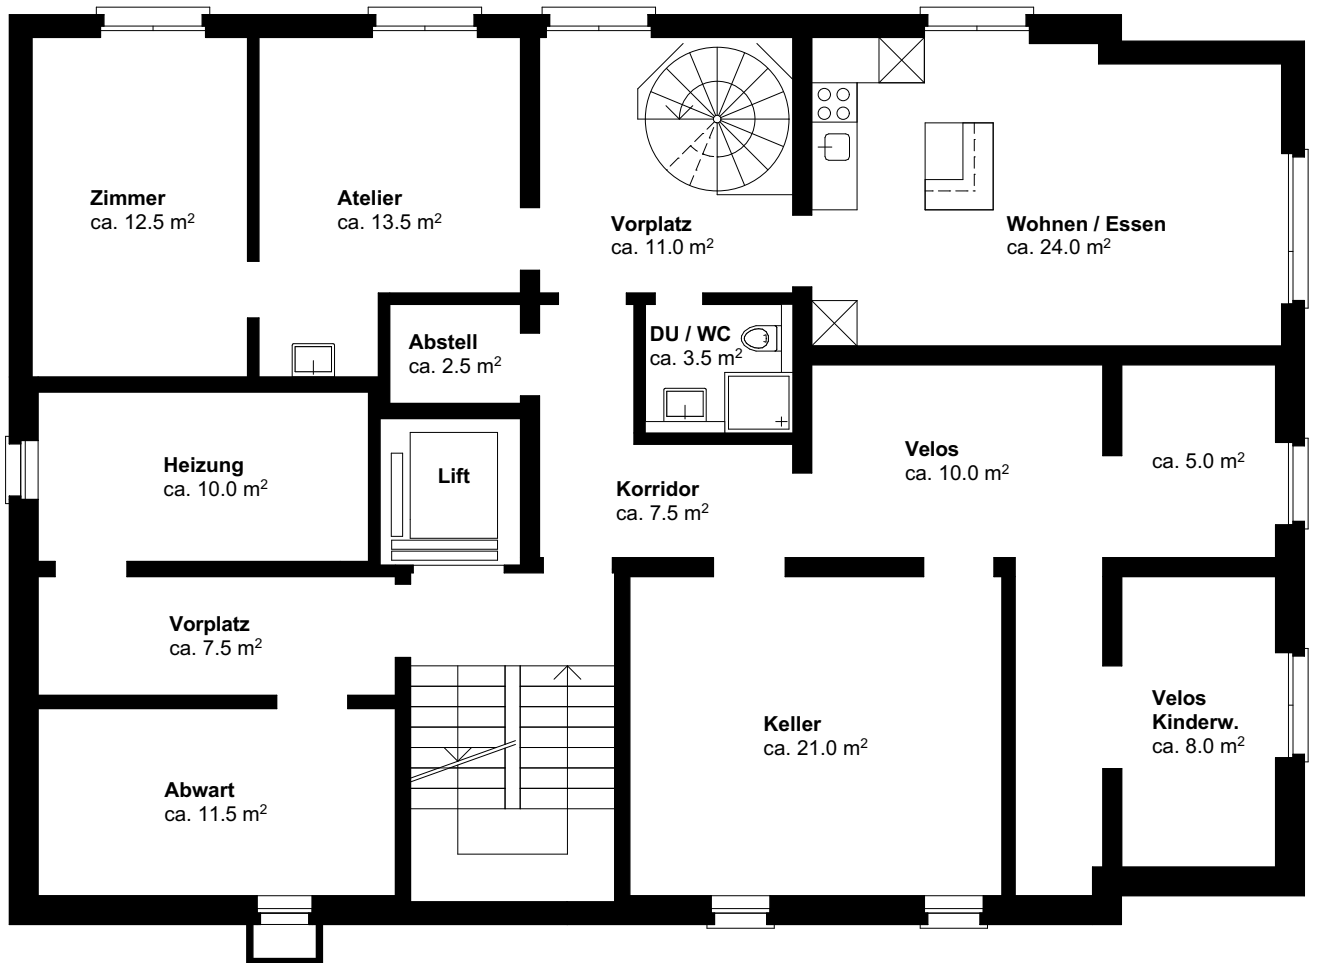 Zimmer
ca. 12.5 m²
Atelier
ca. 13.5 m²
Vorplatz
ca. 11.0 m²
Wohnen / Essen
ca. 24.0 m²
Abstell
ca. 2.5 m²
DU / WC
ca. 3.5 m²
Heizung
ca. 10.0 m²
Lift
Korridor
ca. 7.5 m²
Velos
ca. 10.0 m²
ca. 5.0 m²
Vorplatz
ca. 7.5 m²
Keller
ca. 21.0 m²
Velos
Kinderw.
ca. 8.0 m²
Abwart
ca. 11.5 m²